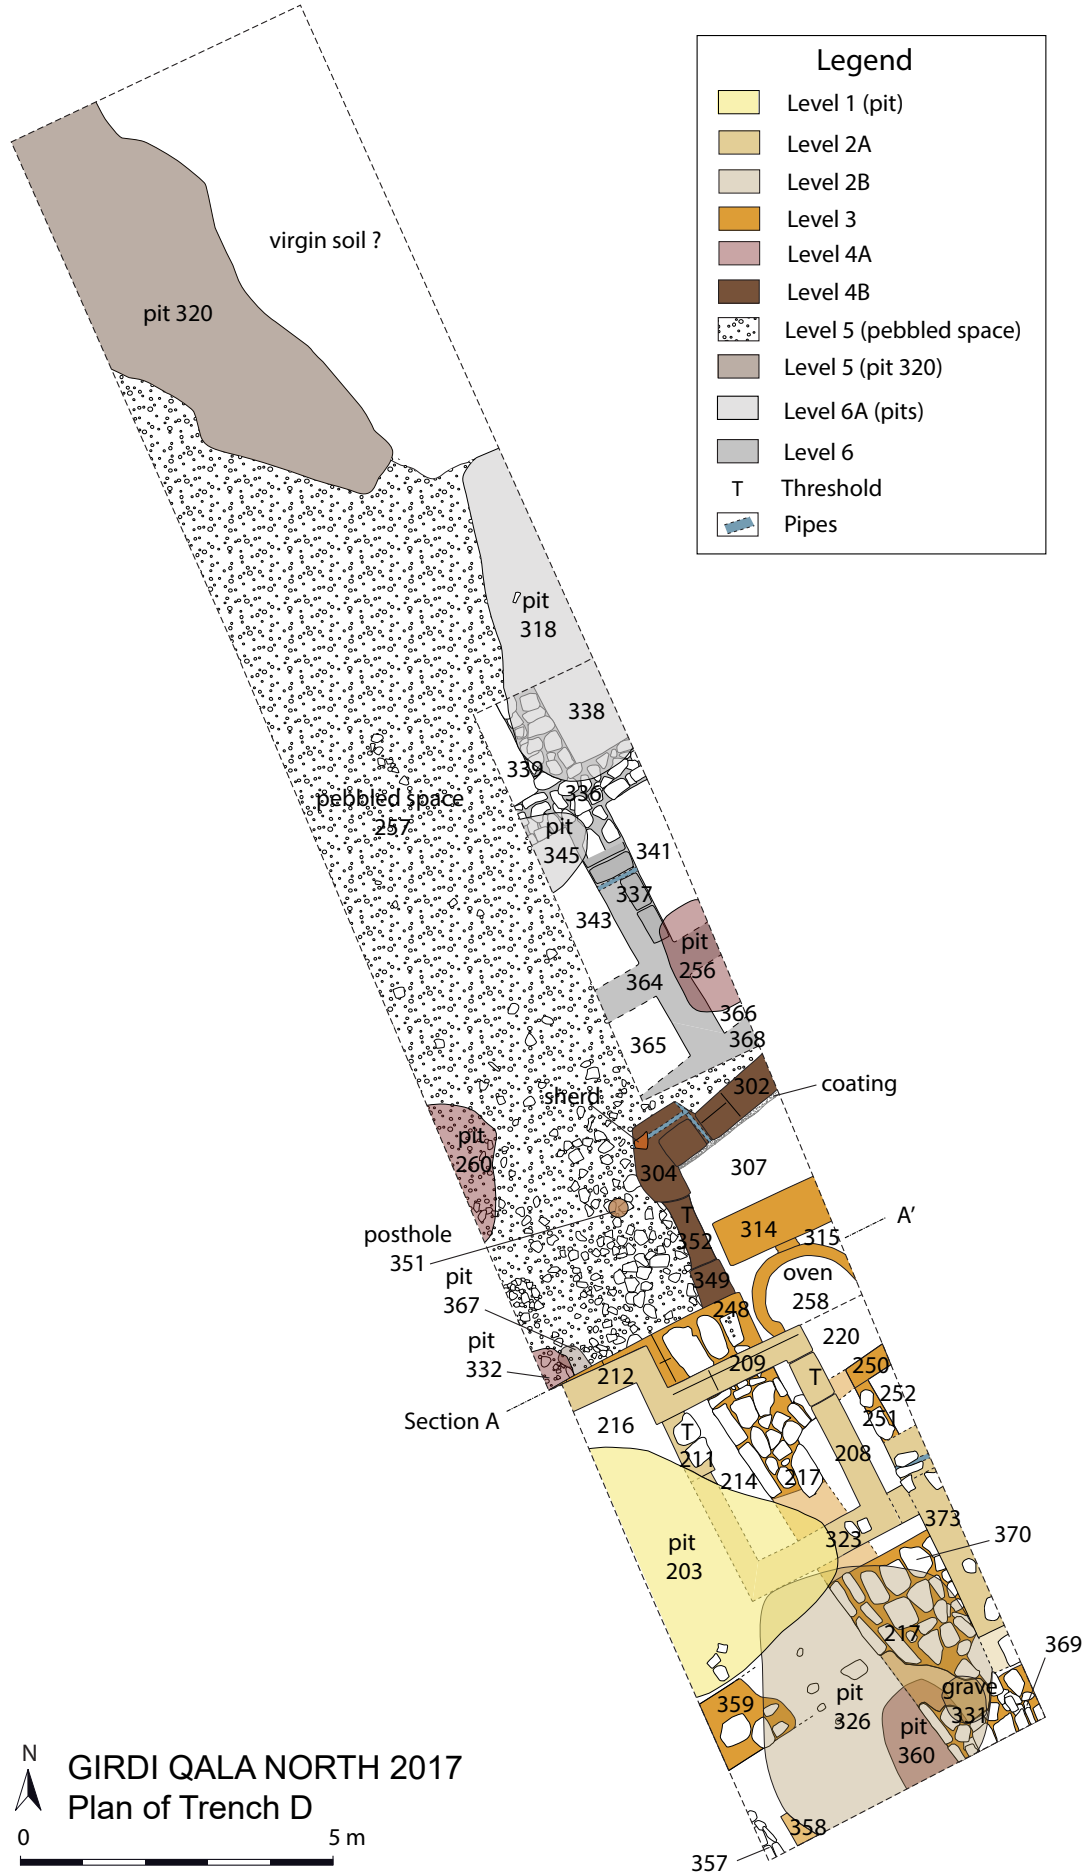 Legend
Level 1 (pit)
Level 2A
Level 2B
Level 3
Level 4A
Level 4B
Level 5 (pebbled space)
Level 5 (pit 320)
Level 6A (pits)
Level 6
T Threshold
Pipes
virgin soil ?
pit 320
pit
318
338
339
336
pebbled space
257
pit
345
341
337
343
pit
256
364
366
368
365
302
coating
sherd
pit
260
304
307
T
352
314
315
A'
posthole
351
349
oven
258
pit
367
248
220
pit
332
212
209
T
250
252
251
Section A
216
T
211
214
217
208
373
323
370
pit
203
217
369
grave
331
359
pit
326
pit
360
358
357
N
GIRDI QALA NORTH 2017
Plan of Trench D
0 5 m